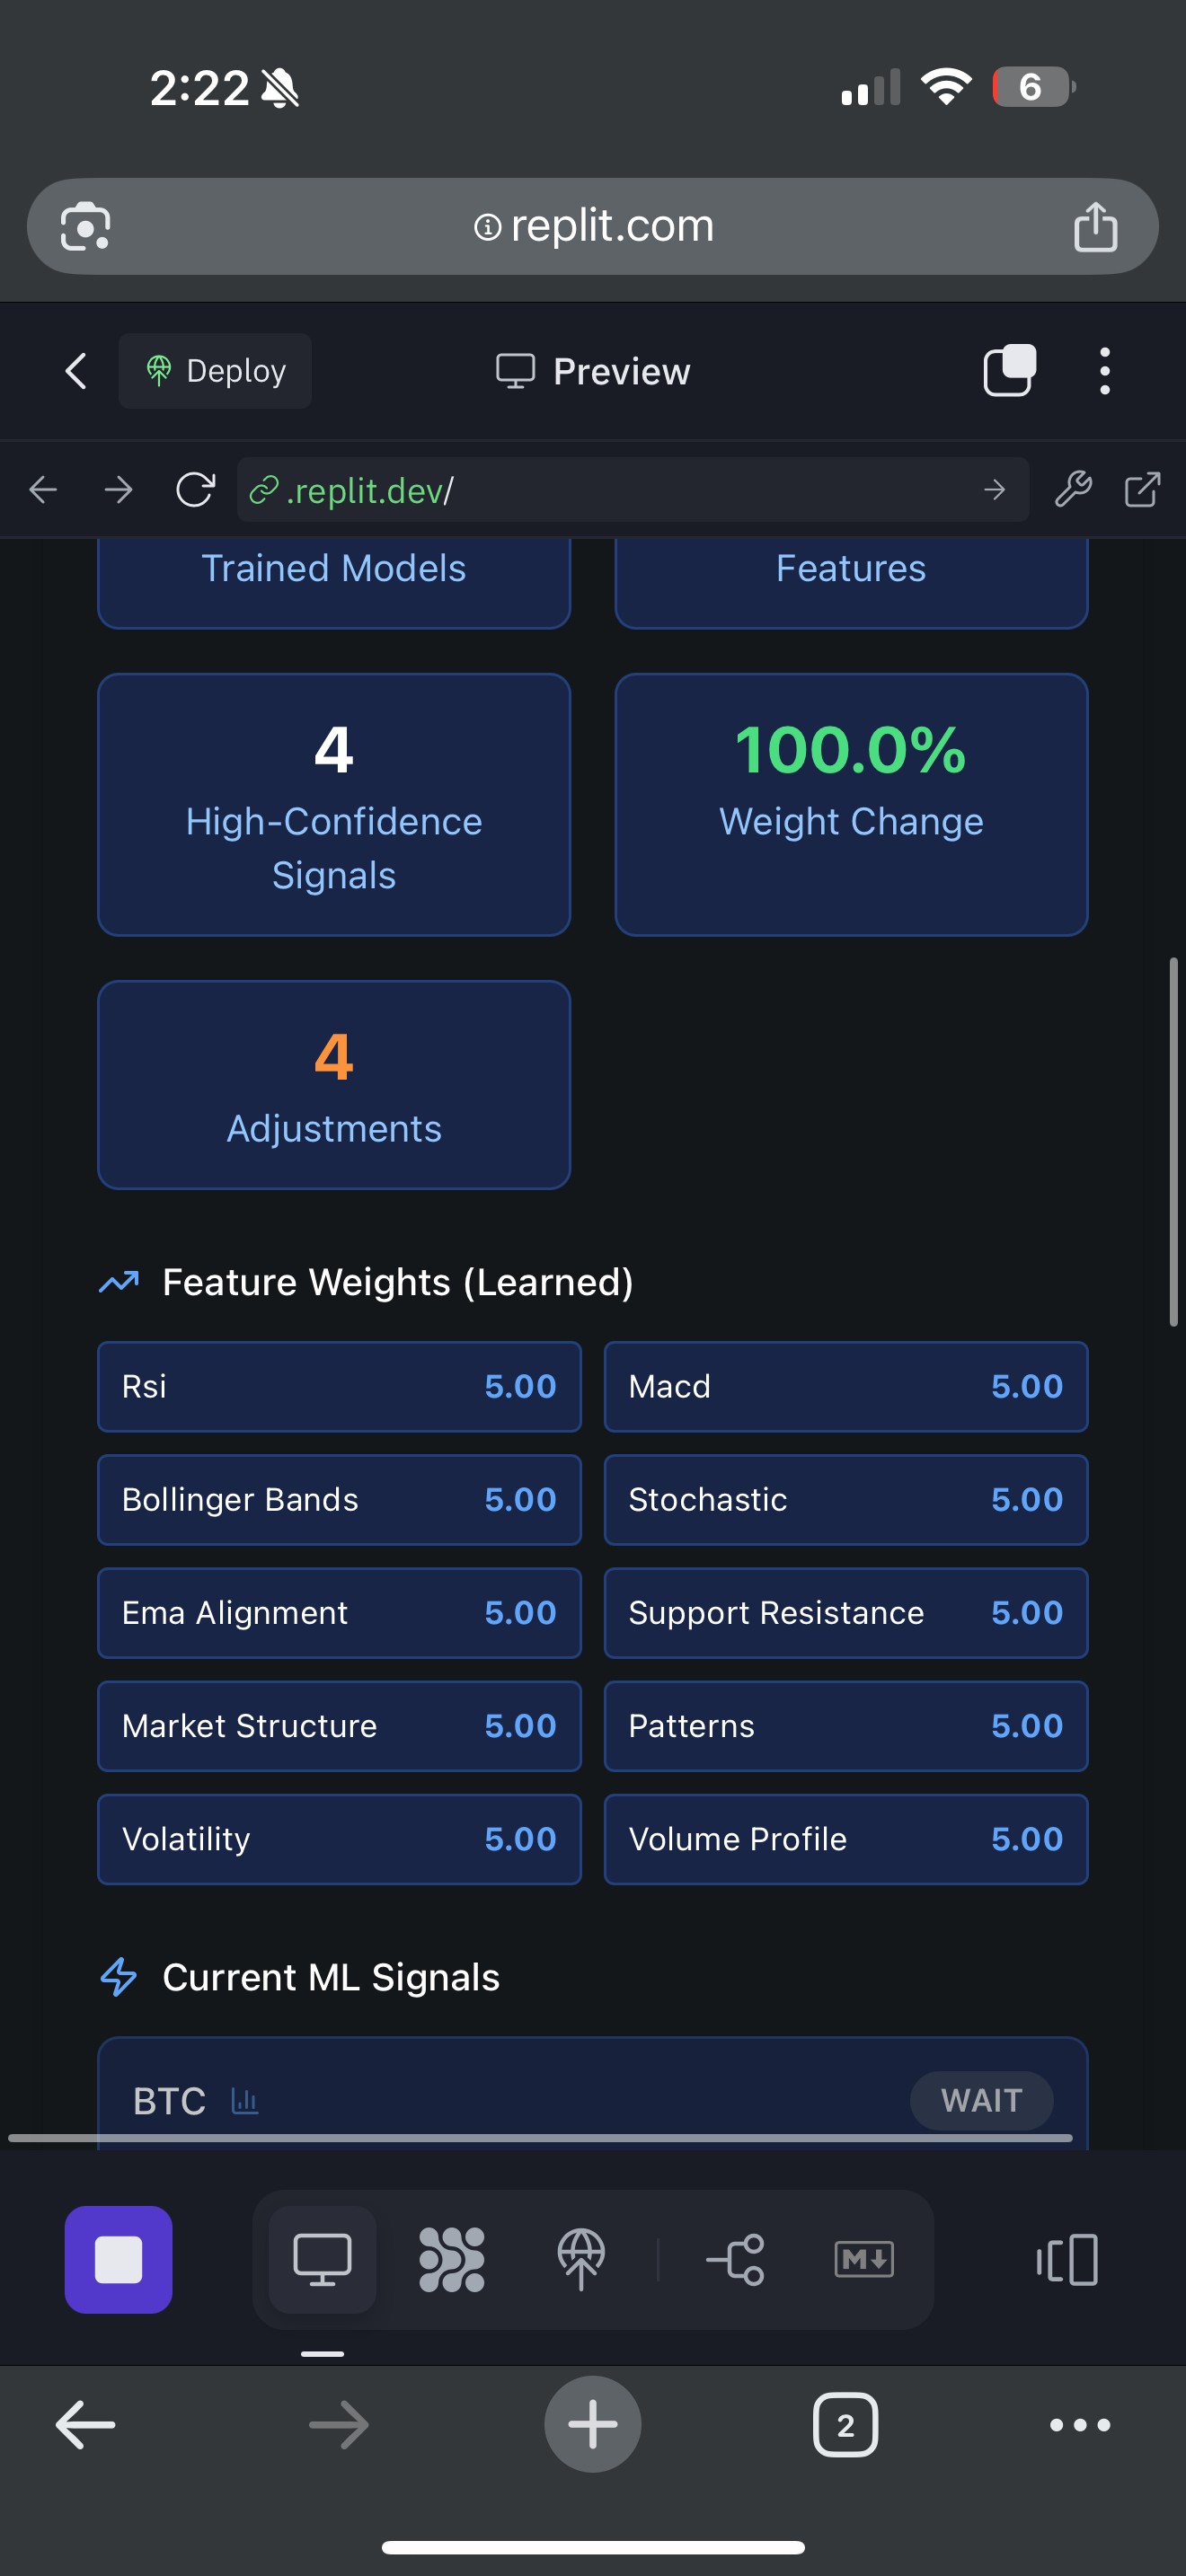 2:22
6
replit.com
Deploy
Preview
.replit.dev/
Trained Models
Features
4
High-Confidence
Signals
100.0%
Weight Change
4
Adjustments
Feature Weights (Learned)
Rsi 5.00
Macd 5.00
Bollinger Bands 5.00
Stochastic 5.00
Ema Alignment 5.00
Support Resistance 5.00
Market Structure 5.00
Patterns 5.00
Volatility 5.00
Volume Profile 5.00
Current ML Signals
BTC
WAIT
M
2